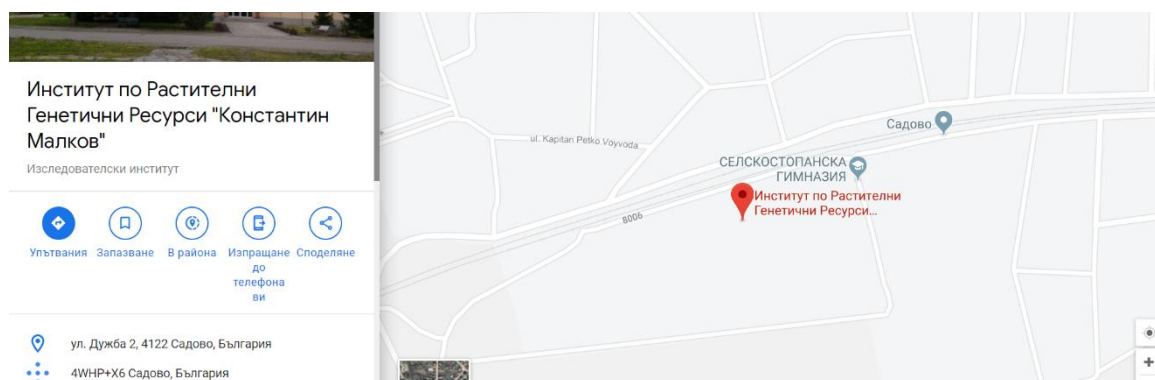 Институт по Растителни
Генетични Ресурси "Константин
Малков"
Изследователски институт
Упътвания
Запазване
В района
Изпращане
до
телефона
ви
Споделяне
ул. Дужба 2, 4122 Садово, България
4WHP+X6 Садово, България
ul. Kapitan Petko Voyvoda
Садово
СЕЛСКОСТОПАНСКА
ГИМНАЗИЯ
Институт по Растителни
Генетични Ресурси...
8006